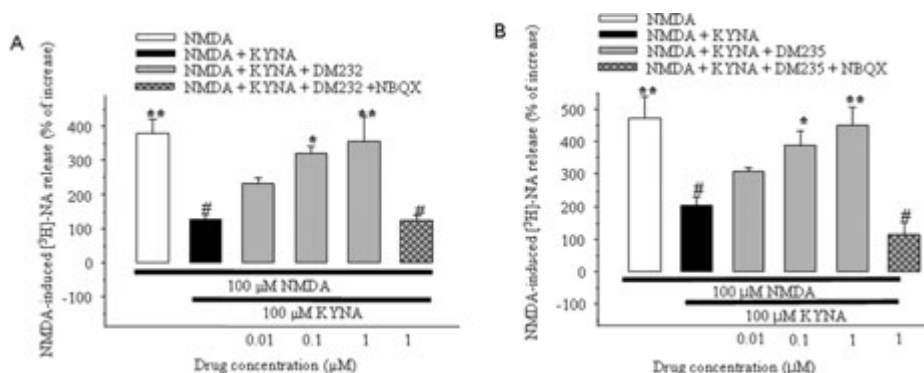 A
NMDA
NMDA + KYNA
NMDA + KYNA + DM232
NMDA + KYNA + DM232 +NBQX
NMDA-induced [³H]-NA release (% of increase)
400
300
200
100
0
-100
**
#
*
**
#
100 µM NMDA
100 µM KYNA
0.01 0.1 1 1
Drug concentration (µM)
B
NMDA
NMDA + KYNA
NMDA + KYNA + DM235
NMDA + KYNA + DM235 + NBQX
NMDA-induced [³H]-NA release (% of increase)
500
400
300
200
100
0
-100
**
#
*
**
#
100 µM NMDA
100 µM KYNA
0.01 0.1 1 1
Drug concentration (µM)